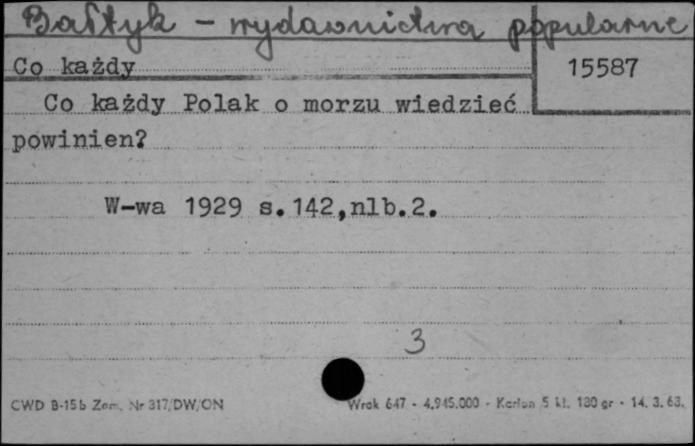 Bałtyk - wydawnictwa popularne
Co każdy
15587
Co każdy Polak o morzu wiedzieć
powinien?
W-wa 1929 s.142,nlb.2.
3
CWD B-15b Zam. Nr 317/DW/ON
Wrak 647 - 4.945.000 - Karton 5 kl. 180 gr - 14. 3. 63.